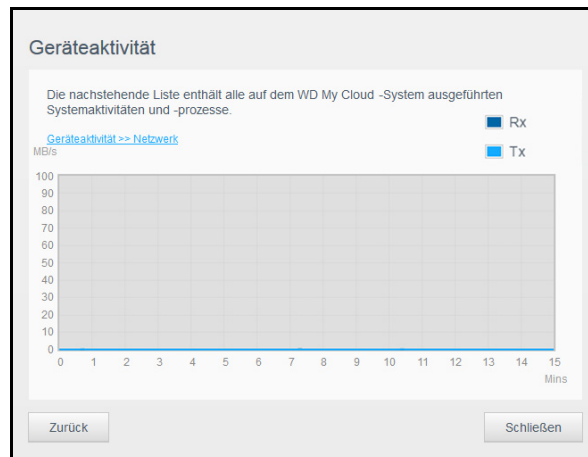 Geräteaktivität
Die nachstehende Liste enthält alle auf dem WD My Cloud -System ausgeführten
Systemaktivitäten und -prozesse.
Rx
Geräteaktivität >> Netzwerk
Tx
MB/s
100
90
80
70
60
50
40
30
20
10
0
0 1 2 3 4 5 6 7 8 9 10 11 12 13 14 15
Mins
Zurück
Schließen